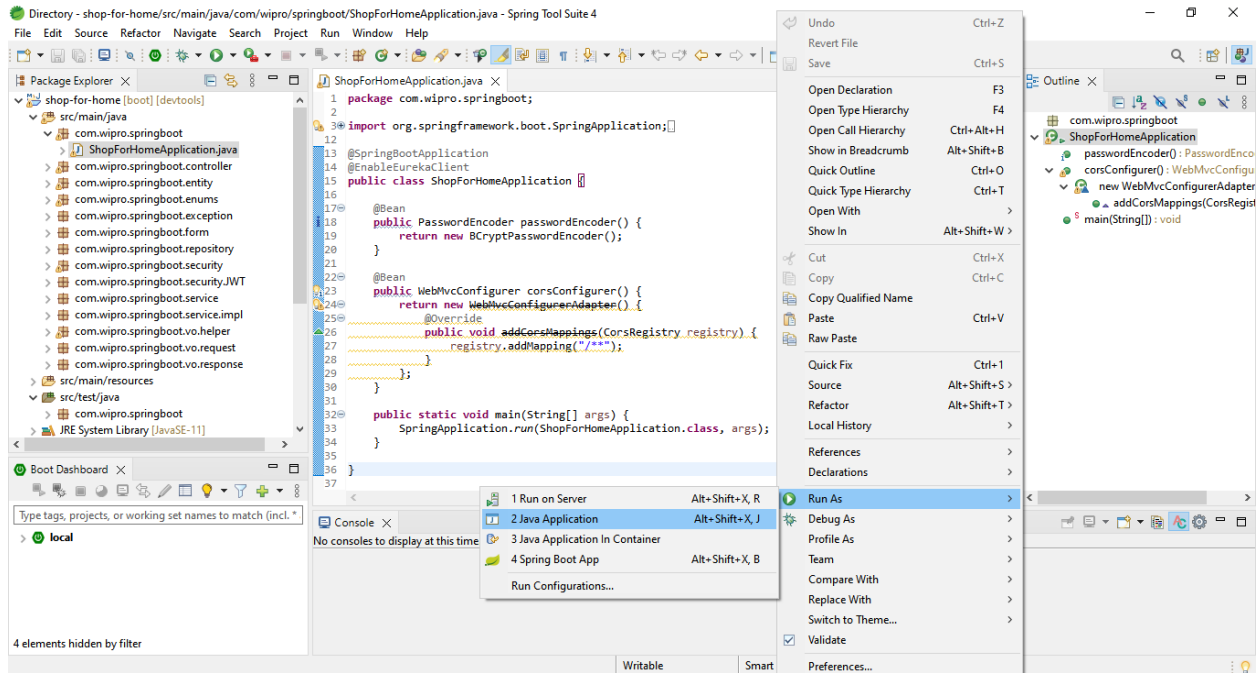 Directory - shop-for-home/src/main/java/com/wipro/springboot/ShopForHomeApplication.java - Spring Tool Suite 4
File Edit Source Refactor Navigate Search Project Run Window Help
Package Explorer
shop-for-home [boot] [devtools]
src/main/java
com.wipro.springboot
ShopForHomeApplication.java
com.wipro.springboot.controller
com.wipro.springboot.entity
com.wipro.springboot.enums
com.wipro.springboot.exception
com.wipro.springboot.form
com.wipro.springboot.repository
com.wipro.springboot.security
com.wipro.springboot.security.JWT
com.wipro.springboot.service
com.wipro.springboot.service.impl
com.wipro.springboot.vo.helper
com.wipro.springboot.vo.request
com.wipro.springboot.vo.response
src/main/resources
src/test/java
com.wipro.springboot
JRE System Library [JavaSE-11]
Boot Dashboard
Type tags, projects, or working set names to match (incl. *
local
4 elements hidden by filter
ShopForHomeApplication.java
1 package com.wipro.springboot;
2
3 import org.springframework.boot.SpringApplication;
12
13 @SpringBootApplication
14 @EnableEurekaClient
15 public class ShopForHomeApplication {
16
17 @Bean
18 public PasswordEncoder passwordEncoder() {
19 return new BCryptPasswordEncoder();
20 }
21
22 @Bean
23 public WebMvcConfigurer corsConfigurer() {
24 return new WebMvcConfigurerAdapter() {
25 @Override
26 public void addCorsMappings(CorsRegistry registry) {
27 registry.addMapping("/**");
28 }
29 };
30 }
31
32 public static void main(String[] args) {
33 SpringApplication.run(ShopForHomeApplication.class, args);
34 }
35
36 }
37
Console
No consoles to display at this time
1 Run on Server Alt+Shift+X, R
2 Java Application Alt+Shift+X, J
3 Java Application In Container
4 Spring Boot App Alt+Shift+X, B
Run Configurations...
Undo Ctrl+Z
Revert File
Save Ctrl+S
Open Declaration F3
Open Type Hierarchy F4
Open Call Hierarchy Ctrl+Alt+H
Show in Breadcrumb Alt+Shift+B
Quick Outline Ctrl+O
Quick Type Hierarchy Ctrl+T
Open With
Show In Alt+Shift+W
Cut Ctrl+X
Copy Ctrl+C
Copy Qualified Name
Paste Ctrl+V
Raw Paste
Quick Fix Ctrl+1
Source Alt+Shift+S
Refactor Alt+Shift+T
Local History
References
Declarations
Run As
Debug As
Profile As
Team
Compare With
Replace With
Switch to Theme...
Validate
Preferences...
Outline
com.wipro.springboot
ShopForHomeApplication
passwordEncoder() : PasswordEnco
corsConfigurer() : WebMvcConfigu
new WebMvcConfigurerAdapter
addCorsMappings(CorsRegist
main(String[]) : void
Writable
Smart